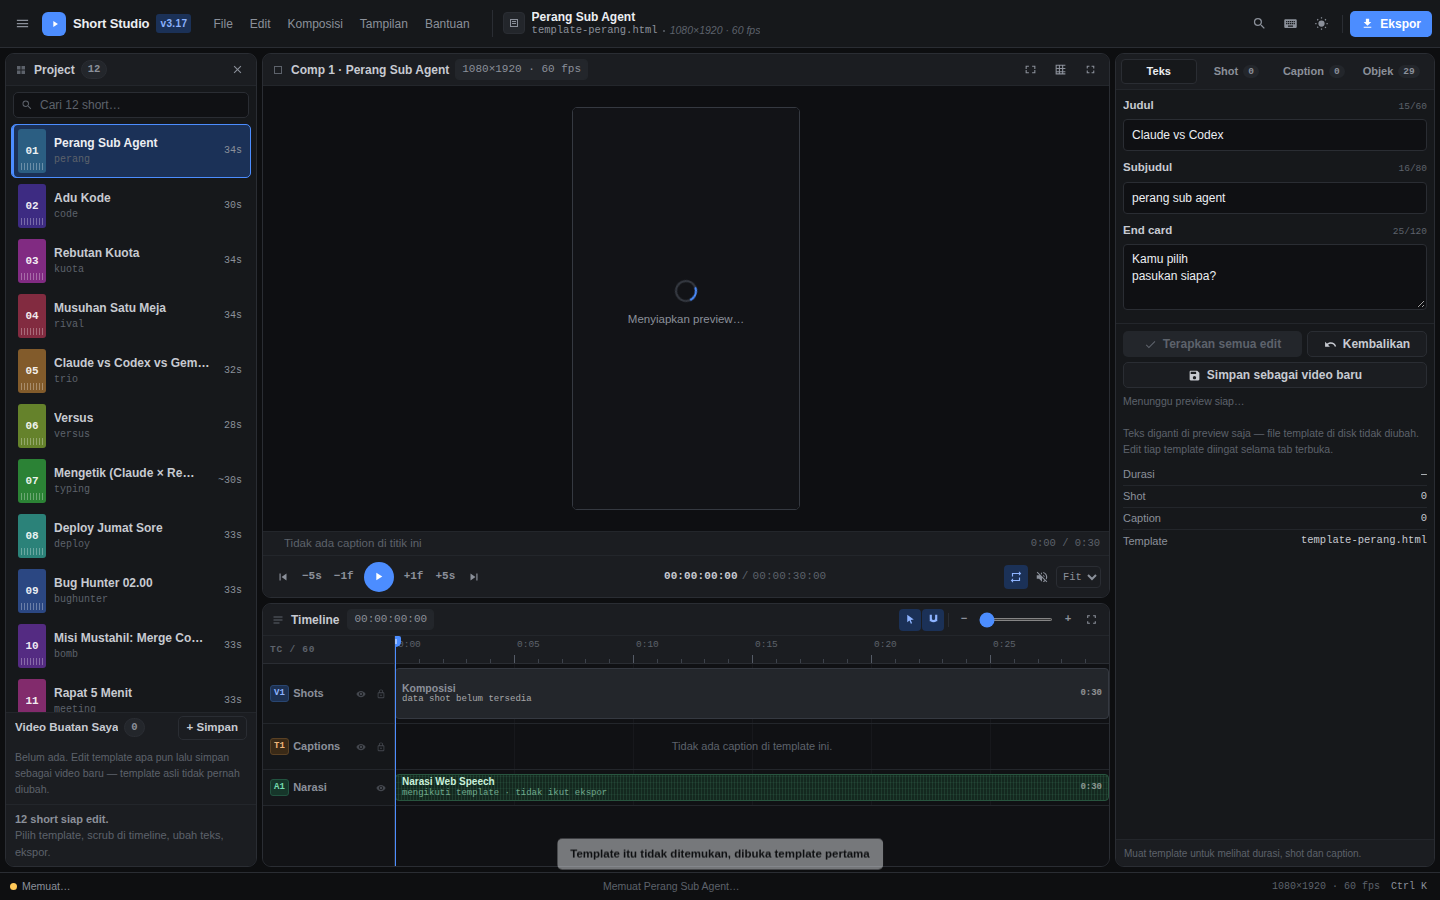 Short Studio v3.17 File Edit Komposisi Tampilan Bantuan
Perang Sub Agent
template-perang.html · 1080×1920 · 60 fps
Ekspor
Project 12
Cari 12 short…
01 Perang Sub Agent 34s
perang
02 Adu Kode 30s
code
03 Rebutan Kuota 34s
kuota
04 Musuhan Satu Meja 34s
rival
05 Claude vs Codex vs Gem… 32s
trio
06 Versus 28s
versus
07 Mengetik (Claude × Re… ~30s
typing
08 Deploy Jumat Sore 33s
deploy
09 Bug Hunter 02.00 33s
bughunter
10 Misi Mustahil: Merge Co… 33s
bomb
11 Rapat 5 Menit 33s
meeting
Video Buatan Saya 0 + Simpan
Belum ada. Edit template apa pun lalu simpan
sebagai video baru — template asli tidak pernah
diubah.
12 short siap edit.
Pilih template, scrub di timeline, ubah teks,
ekspor.
Comp 1 · Perang Sub Agent 1080×1920 · 60 fps
Menyiapkan preview…
Tidak ada caption di titik ini 0:00 / 0:30
−5s −1f +1f +5s 00:00:00:00 / 00:00:30:00 Fit
Timeline 00:00:00:00 − +
TC / 60 0:00 0:05 0:10 0:15 0:20 0:25
V1 Shots
Komposisi
data shot belum tersedia 0:30
T1 Captions Tidak ada caption di template ini.
A1 Narasi
Narasi Web Speech
mengikuti template · tidak ikut ekspor 0:30
Template itu tidak ditemukan, dibuka template pertama
Teks Shot 0 Caption 0 Objek 29
Judul 15/60
Claude vs Codex
Subjudul 16/80
perang sub agent
End card 25/120
Kamu pilih
pasukan siapa?
Terapkan semua edit Kembalikan
Simpan sebagai video baru
Menunggu preview siap…
Teks diganti di preview saja — file template di disk tidak diubah.
Edit tiap template diingat selama tab terbuka.
Durasi –
Shot 0
Caption 0
Template template-perang.html
Muat template untuk melihat durasi, shot dan caption.
Memuat… Memuat Perang Sub Agent… 1080×1920 · 60 fps Ctrl K